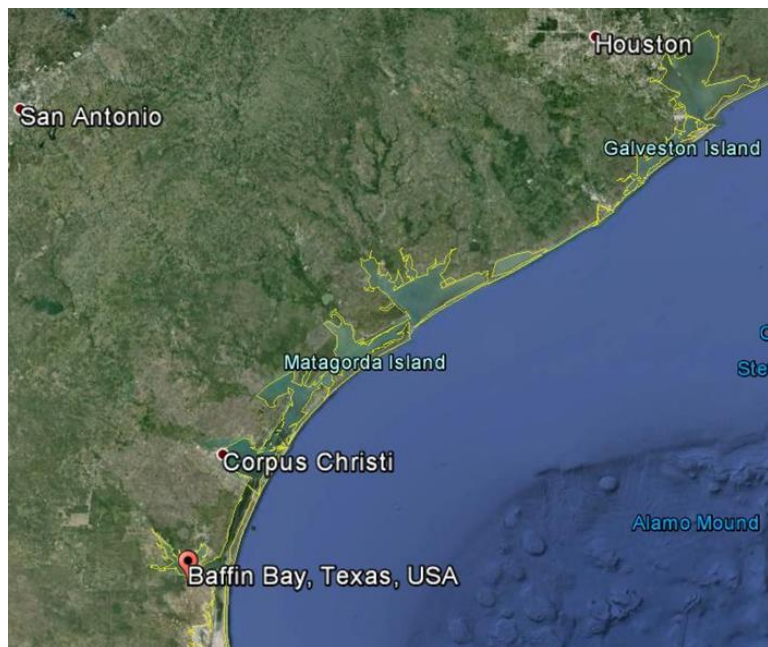 Houston
San Antonio
Galveston Island
Matagorda Island
Corpus Christi
Alamo Mound
Baffin Bay, Texas, USA